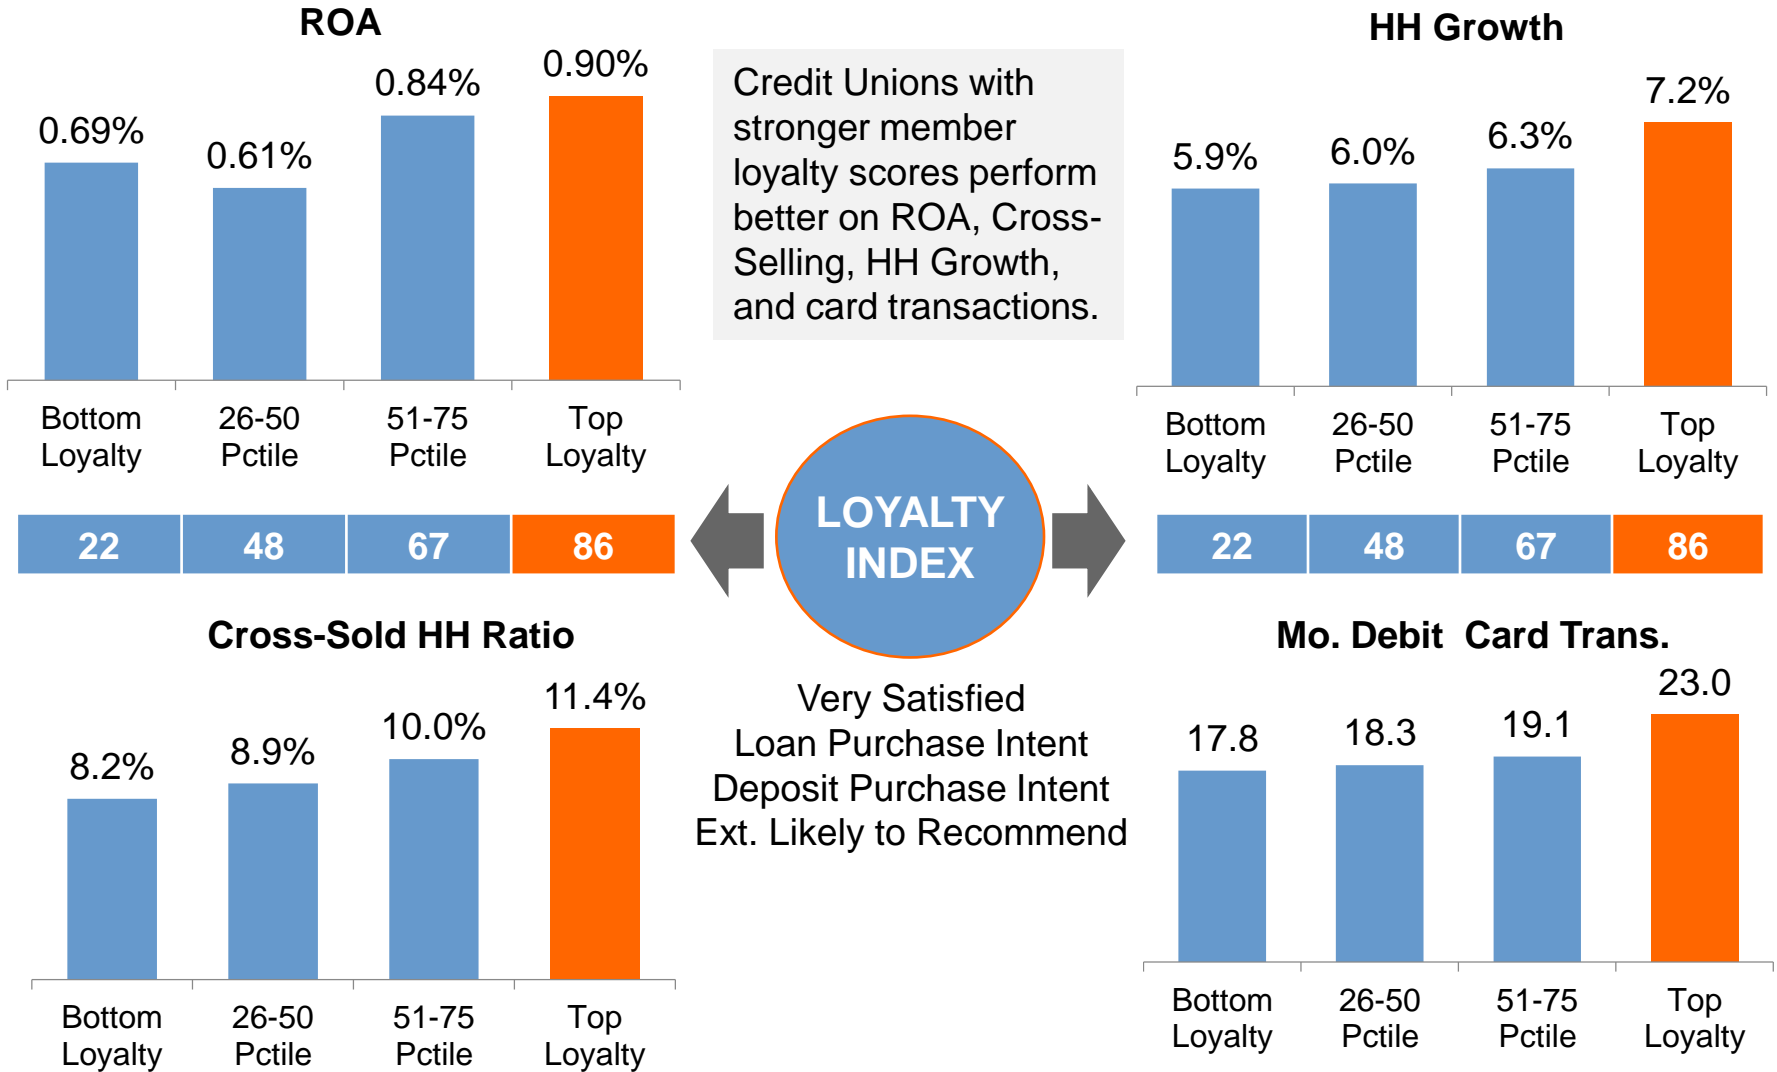 ROA
0.69%
0.61%
0.84%
0.90%
Bottom
Loyalty
26-50
Pctile
51-75
Pctile
Top
Loyalty
22 48 67 86
Credit Unions with
stronger member
loyalty scores perform
better on ROA, Cross-
Selling, HH Growth,
and card transactions.
HH Growth
5.9%
6.0%
6.3%
7.2%
Bottom
Loyalty
26-50
Pctile
51-75
Pctile
Top
Loyalty
22 48 67 86
LOYALTY
INDEX
Very Satisfied
Loan Purchase Intent
Deposit Purchase Intent
Ext. Likely to Recommend
Cross-Sold HH Ratio
8.2%
8.9%
10.0%
11.4%
Bottom
Loyalty
26-50
Pctile
51-75
Pctile
Top
Loyalty
Mo. Debit  Card Trans.
17.8
18.3
19.1
23.0
Bottom
Loyalty
26-50
Pctile
51-75
Pctile
Top
Loyalty